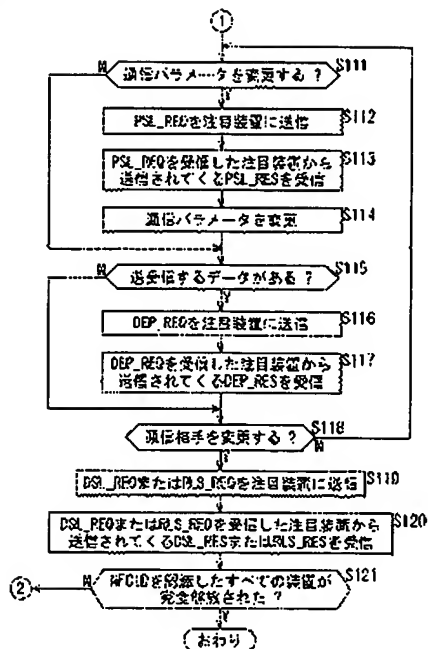 1
通信パラメータを変更する？
S111
N
Y
PSL_REQを注目装置に送信
S112
PSL_REQを受信した注目装置から
送信されてくるPSL_RESを受信
S113
通信パラメータを変更
S114
送受信するデータがある？
S115
N
Y
DEP_REQを注目装置に送信
S116
DEP_REQを受信した注目装置から
送信されてくるDEP_RESを受信
S117
通信相手を変更する？
S118
N
Y
DSL_REQまたはRLS_REQを注目装置に送信
S119
DSL_REQまたはRLS_REQを受信した注目装置から
送信されてくるDSL_RESまたはRLS_RESを受信
S120
NFCIDを認識したすべての装置が
完全解放された？
S121
N
2
Y
おわり